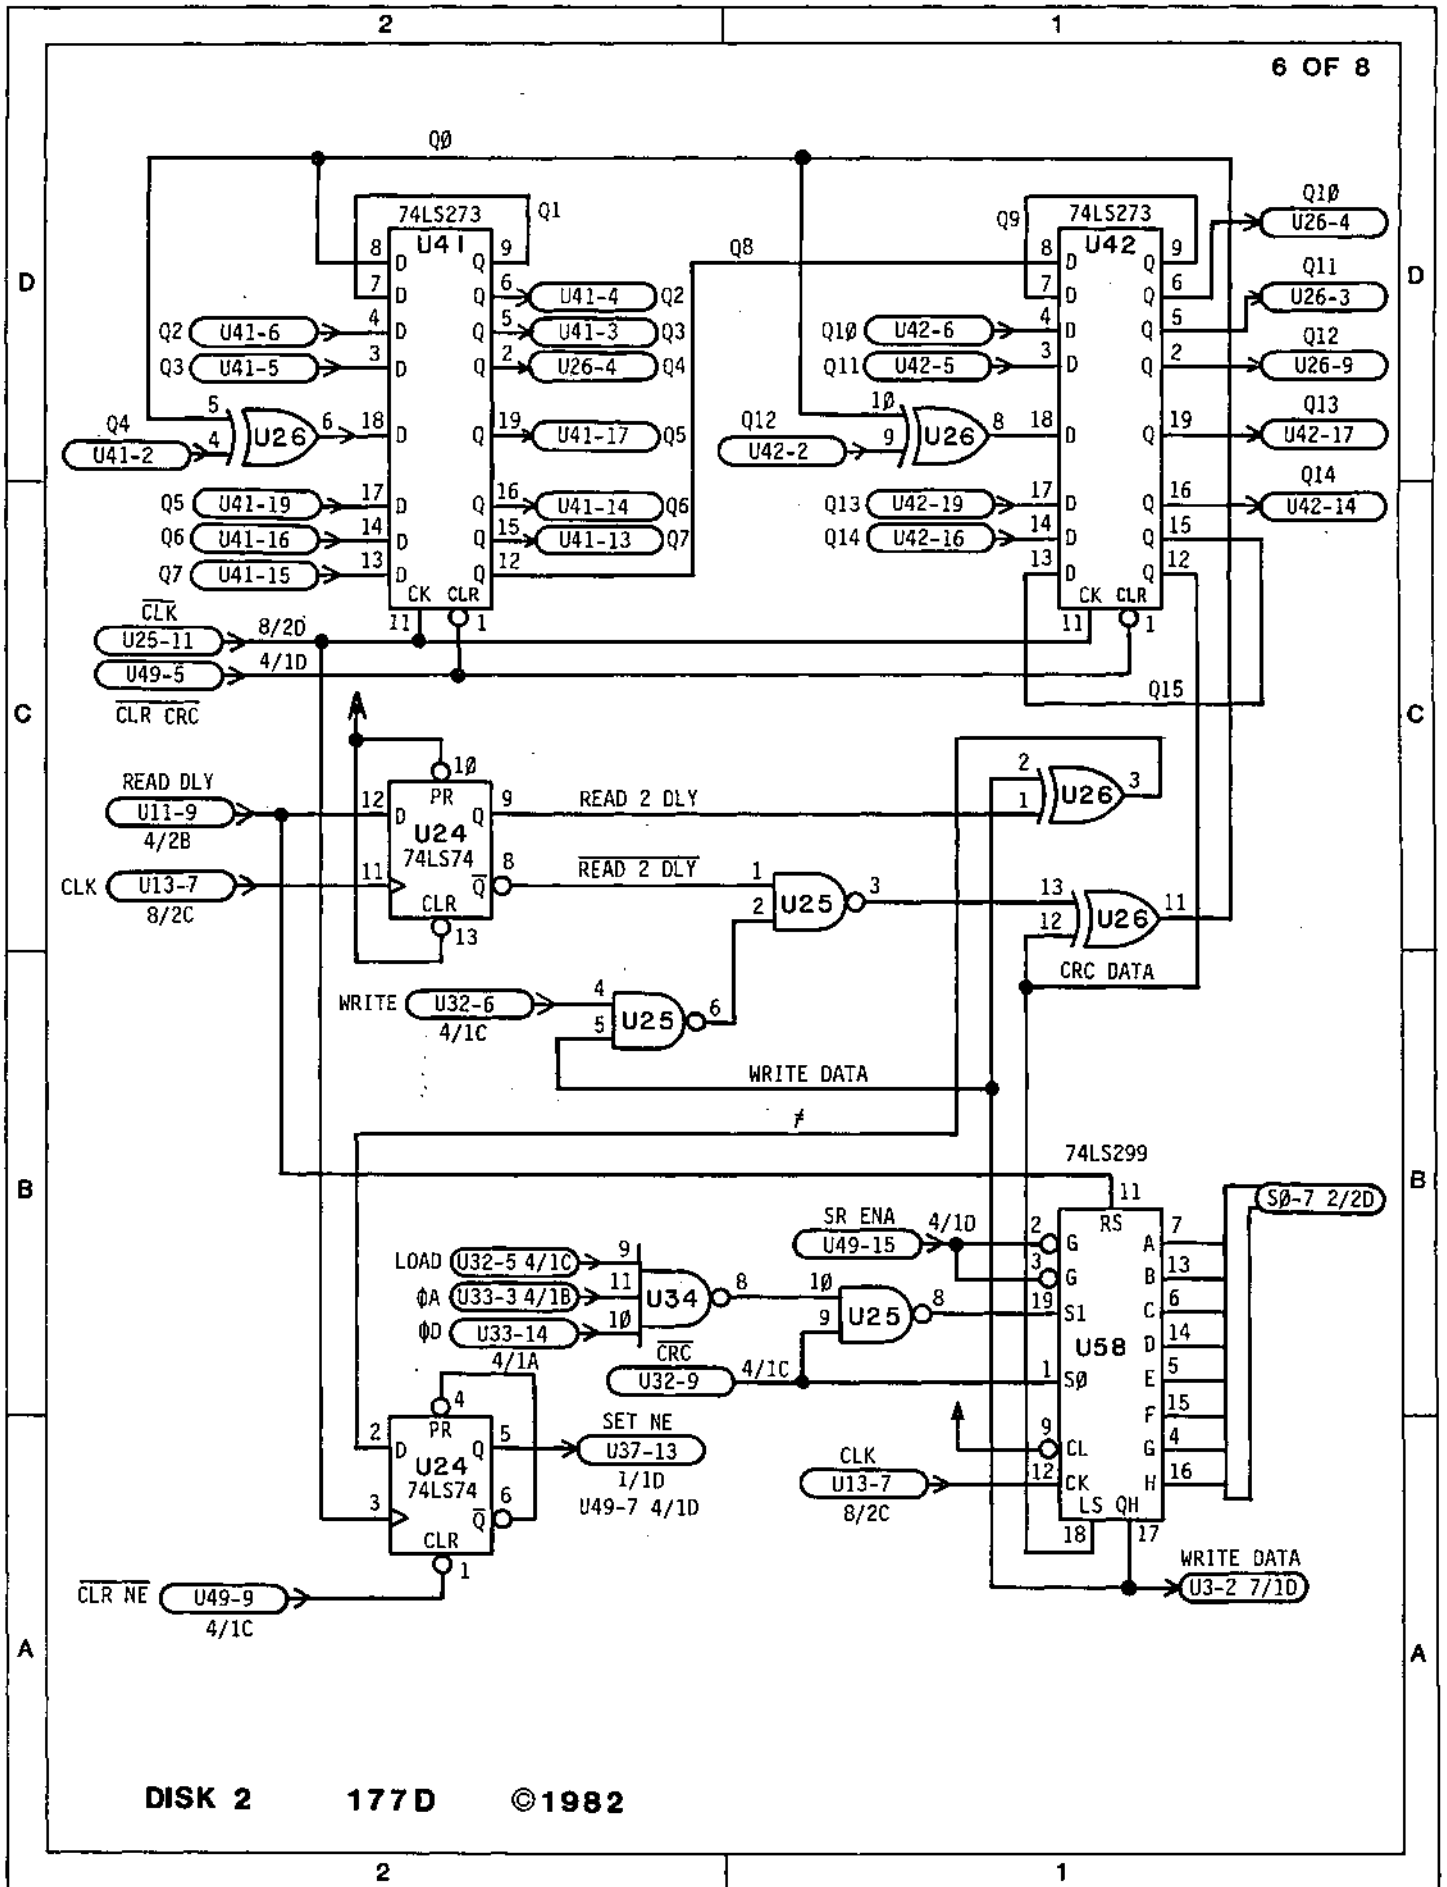 2 1
6 OF 8
QØ
74LS273 Q1
U41
8 D Q 9
7 D Q 6 U41-4 Q2
Q2 U41-6 4 D Q 5 U41-3 Q3
Q3 U41-5 3 D Q 2 U26-4 Q4
5
Q4 U41-2 4 U26 6 18 D Q 19 U41-17 Q5
Q5 U41-19 17 D Q 16 U41-14 Q6
Q6 U41-16 14 D Q 15 U41-13 Q7
Q7 U41-15 13 D Q 12
CK CLR
11 1
Q8
Q9 74LS273
U42
8 D Q 9
7 D Q 6
Q1Ø U42-6 4 D Q 5
Q11 U42-5 3 D Q 2
10
Q12 U42-2 9 U26 8 18 D Q 19
Q13 U42-19 17 D Q 16
Q14 U42-16 14 D Q 15
13 D Q 12
CK CLR
11 1
Q15
Q1Ø
U26-4
Q11
U26-3
Q12
U26-9
Q13
U42-17
Q14
U42-14
D D
CLK
U25-11 8/2D
U49-5 4/1D
CLR CRC
C C
READ DLY
U11-9
4/2B
CLK U13-7
8/2C
1Ø
PR
12 D Q 9
U24
74LS74
11 Q 8
CLR
13
READ 2 DLY
READ 2 DLY
2
1 U26 3
1
2 U25 3
13
12 U26 11
CRC DATA
WRITE U32-6
4/1C
4
5 U25 6
WRITE DATA
≠
B B
74LS299
11
RS
SR ENA
U49-15 4/1D
2 G A 7
3 G B 13
C 6
19 S1 D 14
U58
1 SØ E 5
F 15
9 CL G 4
12 CK H 16
LS QH
18 17
SØ-7 2/2D
LOAD U32-5 4/1C 9
ϕA U33-3 4/1B 11
ϕD U33-14 10
4/1A
U34 8
10
9 U25 8
CRC
U32-9 4/1C
4
PR
2 D Q 5
U24
74LS74
3 Q 6
CLR
1
SET NE
U37-13
1/1D
U49-7 4/1D
CLK
U13-7
8/2C
WRITE DATA
U3-2 7/1D
CLR NE U49-9
4/1C
A A
DISK 2 177D ©1982
2 1